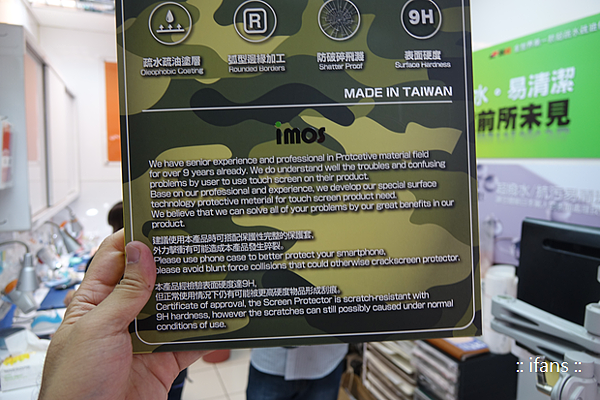 R
9H
疏水疏油塗層
弧型邊緣加工
防破碎飛濺
表面硬度
Oleophobic Coating
Rounded Borders
Shatter Proof
Surface Hardness
MADE IN TAIWAN
imos
We have senior experience and professional in Protcetive material field
for over 9 years already. We do understand well the troubles and confusing
problems by user to use touch screen on their product.
Base on our professional and experience, we develop our special surface
technology protective material for touch screen product need.
We believe that we can solve all of your problems by our great benefits in our
product.
建議使用本產品時可搭配保護性完整的保護套,
外力撃衝有可能造成本產品發生碎裂。
Please use phone case to better protect your smartphone,
please avoid blunt force collisions that could otherwise crackscreen protector.
本產品經檢驗表面硬度達9H,
但正常使用情況下仍有可能被更高硬度物品形成刮痕。
Certificate of approval, the Screen Protector is scratch-resistant with
9H hardness, however the scratches can still possibly caused under normal
conditions of use.
水·易清潔
前所未見
:: ifans ::